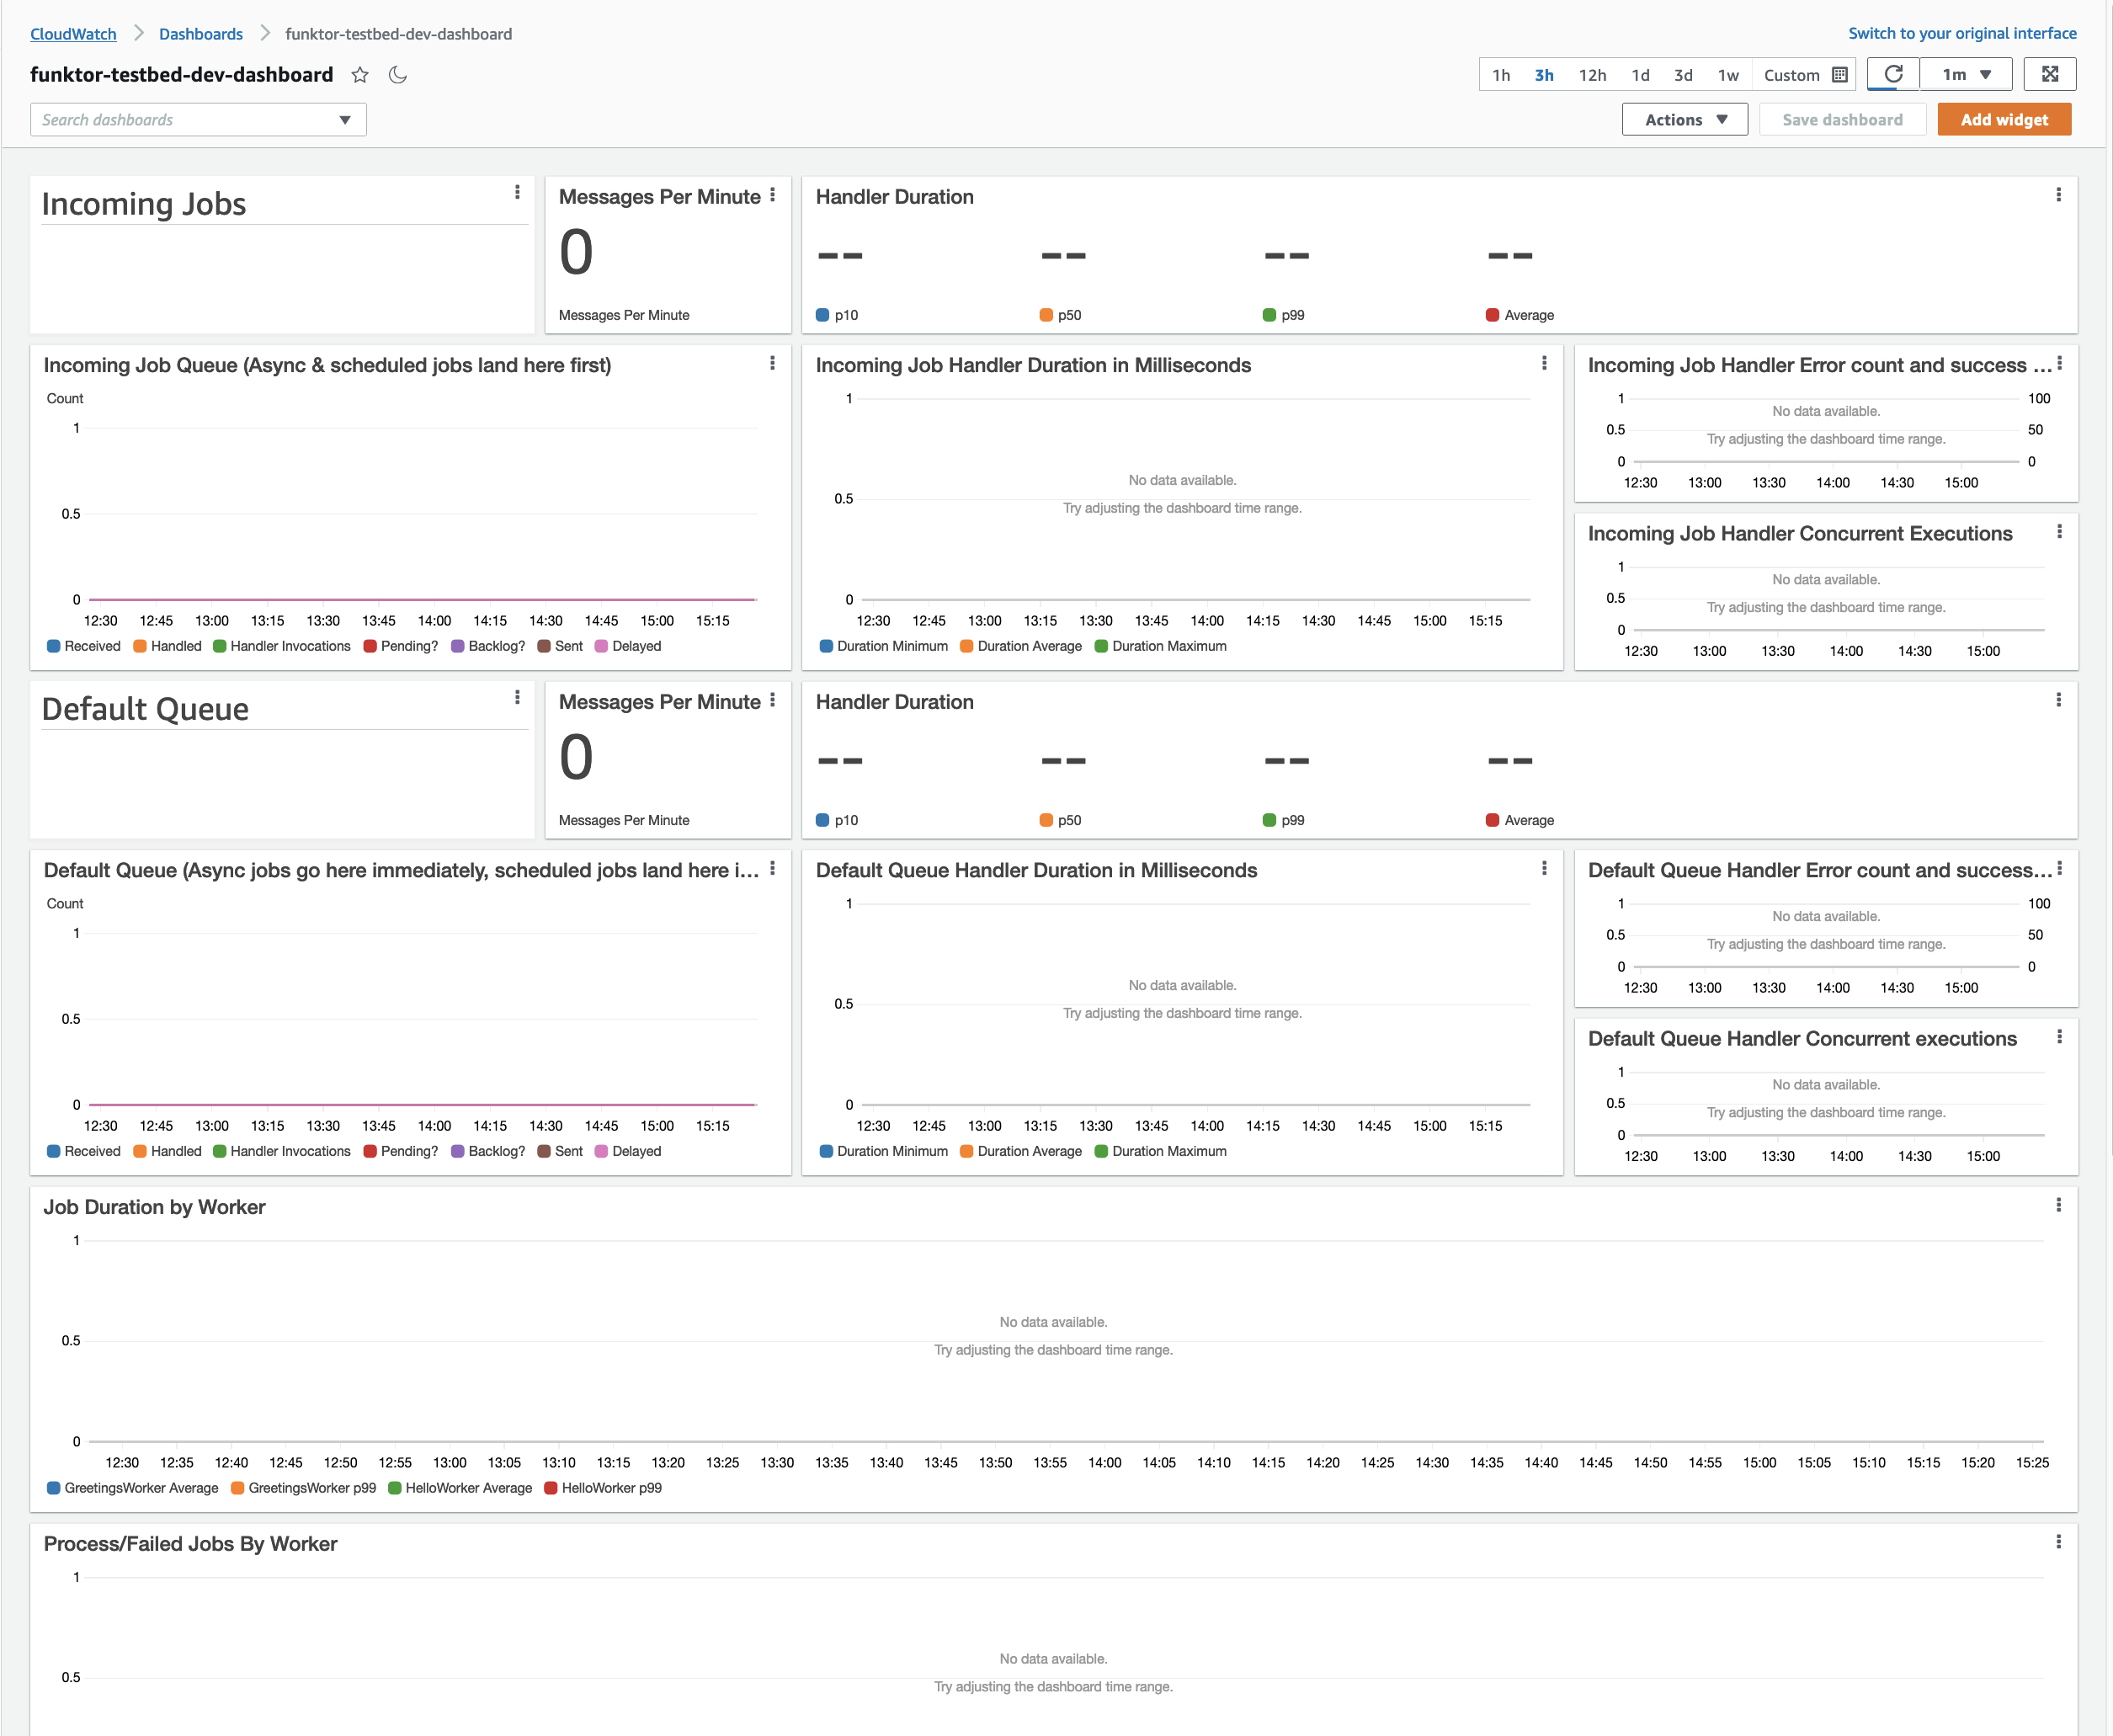 CloudWatch > Dashboards > funktor-testbed-dev-dashboard
Switch to your original interface
funktor-testbed-dev-dashboard
1h 3h 12h 1d 3d 1w Custom
1m
Search dashboards
Actions
Save dashboard
Add widget
Incoming Jobs
Messages Per Minute
0
Messages Per Minute
Handler Duration
-- -- -- --
p10 p50 p99 Average
Incoming Job Queue (Async & scheduled jobs land here first)
Count
1
0.5
0
12:30 12:45 13:00 13:15 13:30 13:45 14:00 14:15 14:30 14:45 15:00 15:15
Received Handled Handler Invocations Pending? Backlog? Sent Delayed
Incoming Job Handler Duration in Milliseconds
1
No data available.
0.5
Try adjusting the dashboard time range.
0
12:30 12:45 13:00 13:15 13:30 13:45 14:00 14:15 14:30 14:45 15:00 15:15
Duration Minimum Duration Average Duration Maximum
Incoming Job Handler Error count and success ...
1 100
No data available.
0.5 50
Try adjusting the dashboard time range.
0 0
12:30 13:00 13:30 14:00 14:30 15:00
Incoming Job Handler Concurrent Executions
1
No data available.
0.5
Try adjusting the dashboard time range.
0
12:30 13:00 13:30 14:00 14:30 15:00
Default Queue
Messages Per Minute
0
Messages Per Minute
Handler Duration
-- -- -- --
p10 p50 p99 Average
Default Queue (Async jobs go here immediately, scheduled jobs land here i...
Count
1
0.5
0
12:30 12:45 13:00 13:15 13:30 13:45 14:00 14:15 14:30 14:45 15:00 15:15
Received Handled Handler Invocations Pending? Backlog? Sent Delayed
Default Queue Handler Duration in Milliseconds
1
No data available.
0.5
Try adjusting the dashboard time range.
0
12:30 12:45 13:00 13:15 13:30 13:45 14:00 14:15 14:30 14:45 15:00 15:15
Duration Minimum Duration Average Duration Maximum
Default Queue Handler Error count and success...
1 100
No data available.
0.5 50
Try adjusting the dashboard time range.
0 0
12:30 13:00 13:30 14:00 14:30 15:00
Default Queue Handler Concurrent executions
1
No data available.
0.5
Try adjusting the dashboard time range.
0
12:30 13:00 13:30 14:00 14:30 15:00
Job Duration by Worker
1
No data available.
0.5
Try adjusting the dashboard time range.
0
12:30 12:35 12:40 12:45 12:50 12:55 13:00 13:05 13:10 13:15 13:20 13:25 13:30 13:35 13:40 13:45 13:50 13:55 14:00 14:05 14:10 14:15 14:20 14:25 14:30 14:35 14:40 14:45 14:50 14:55 15:00 15:05 15:10 15:15 15:20 15:25
GreetingsWorker Average GreetingsWorker p99 HelloWorker Average HelloWorker p99
Process/Failed Jobs By Worker
1
No data available.
0.5
Try adjusting the dashboard time range.